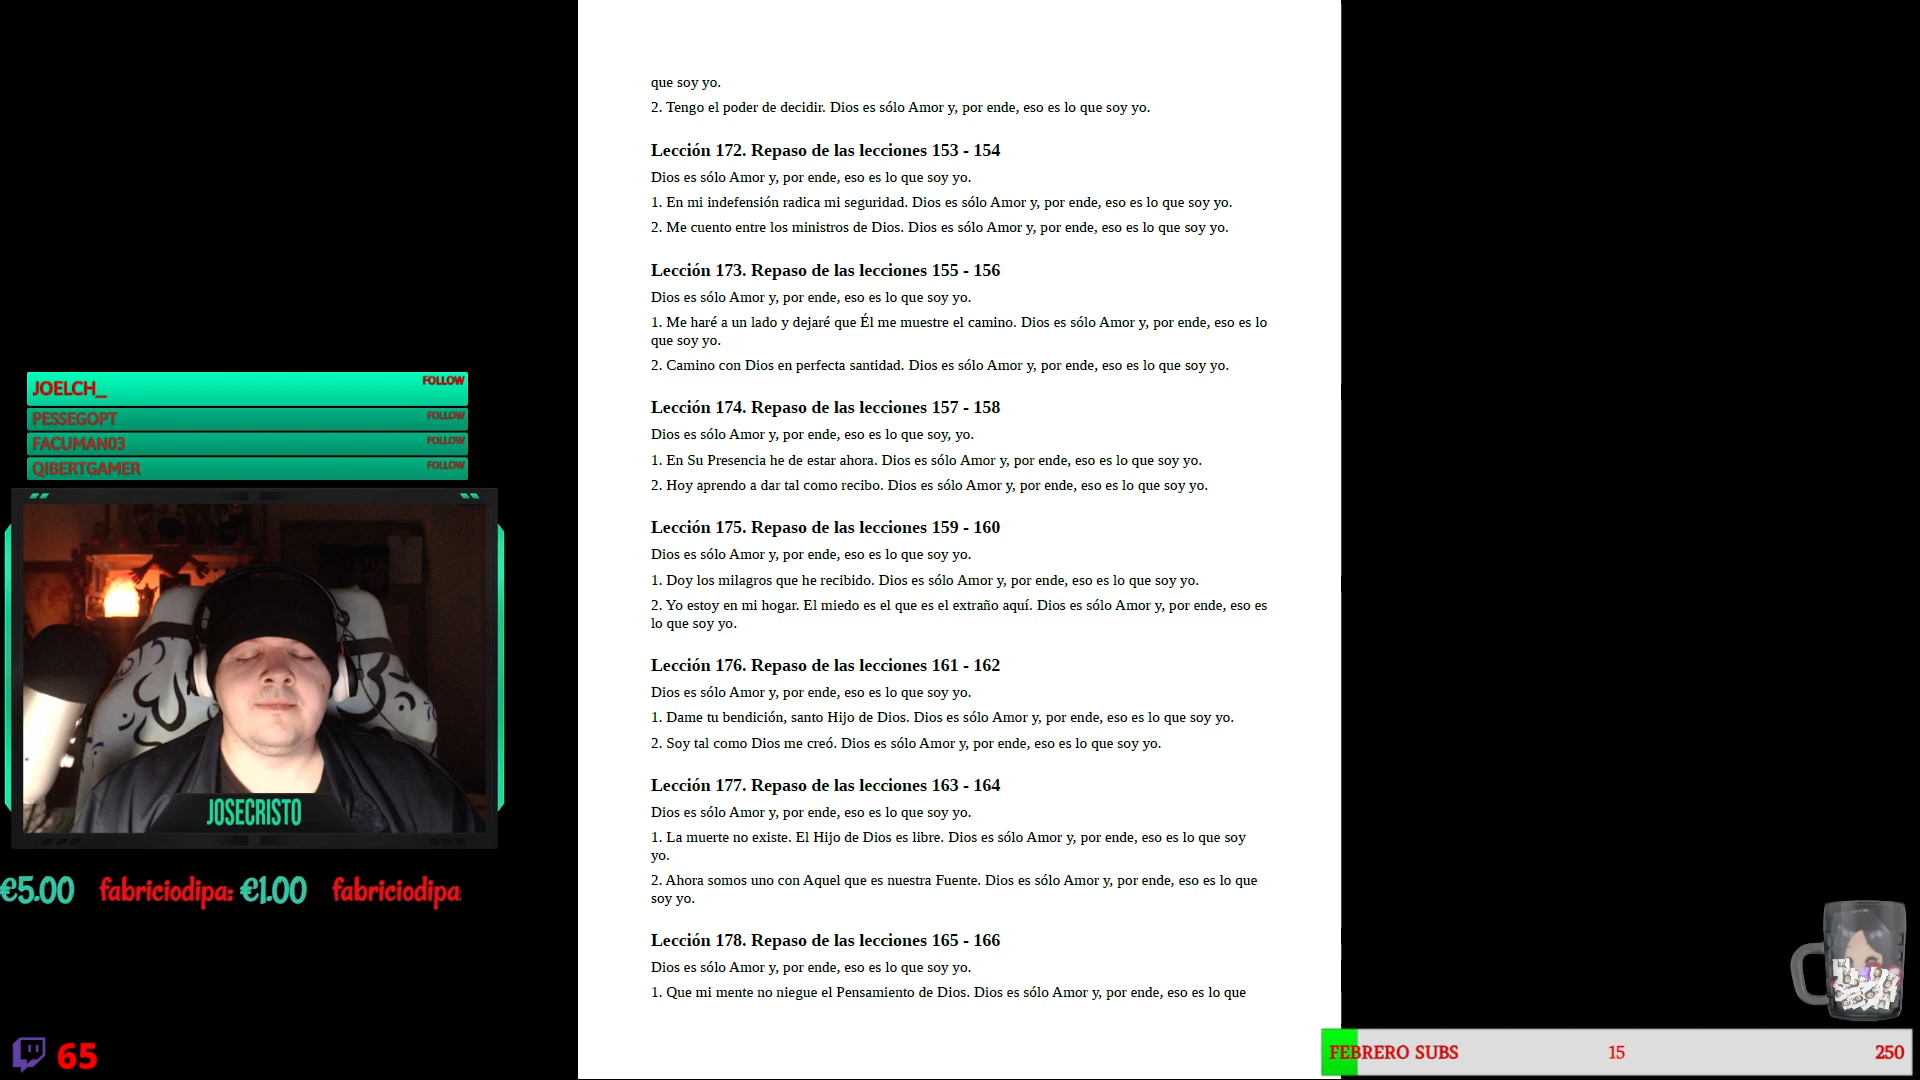 que soy yo.
2. Tengo el poder de decidir. Dios es sólo Amor y, por ende, eso es lo que soy yo.
Lección 172. Repaso de las lecciones 153 - 154
Dios es sólo Amor y, por ende, eso es lo que soy yo.
1. En mi indefensión radica mi seguridad. Dios es sólo Amor y, por ende, eso es lo que soy yo.
2. Me cuento entre los ministros de Dios. Dios es sólo Amor y, por ende, eso es lo que soy yo.
Lección 173. Repaso de las lecciones 155 - 156
Dios es sólo Amor y, por ende, eso es lo que soy yo.
1. Me haré a un lado y dejaré que Él me muestre el camino. Dios es sólo Amor y, por ende, eso es lo
que soy yo.
2. Camino con Dios en perfecta santidad. Dios es sólo Amor y, por ende, eso es lo que soy yo.
Lección 174. Repaso de las lecciones 157 - 158
Dios es sólo Amor y, por ende, eso es lo que soy, yo.
1. En Su Presencia he de estar ahora. Dios es sólo Amor y, por ende, eso es lo que soy yo.
2. Hoy aprendo a dar tal como recibo. Dios es sólo Amor y, por ende, eso es lo que soy yo.
Lección 175. Repaso de las lecciones 159 - 160
Dios es sólo Amor y, por ende, eso es lo que soy yo.
1. Doy los milagros que he recibido. Dios es sólo Amor y, por ende, eso es lo que soy yo.
2. Yo estoy en mi hogar. El miedo es el que es el extraño aquí. Dios es sólo Amor y, por ende, eso es
lo que soy yo.
Lección 176. Repaso de las lecciones 161 - 162
Dios es sólo Amor y, por ende, eso es lo que soy yo.
1. Dame tu bendición, santo Hijo de Dios. Dios es sólo Amor y, por ende, eso es lo que soy yo.
2. Soy tal como Dios me creó. Dios es sólo Amor y, por ende, eso es lo que soy yo.
Lección 177. Repaso de las lecciones 163 - 164
Dios es sólo Amor y, por ende, eso es lo que soy yo.
1. La muerte no existe. El Hijo de Dios es libre. Dios es sólo Amor y, por ende, eso es lo que soy
yo.
2. Ahora somos uno con Aquel que es nuestra Fuente. Dios es sólo Amor y, por ende, eso es lo que
soy yo.
Lección 178. Repaso de las lecciones 165 - 166
Dios es sólo Amor y, por ende, eso es lo que soy yo.
1. Que mi mente no niegue el Pensamiento de Dios. Dios es sólo Amor y, por ende, eso es lo que
JOELCH_ FOLLOW
PESSEGOPT FOLLOW
FACUMAN03 FOLLOW
QIBERTGAMER FOLLOW
JOSECRISTO
€5.00 fabriciodipa: €1.00 fabriciodipa:
65
FEBRERO SUBS 15 250